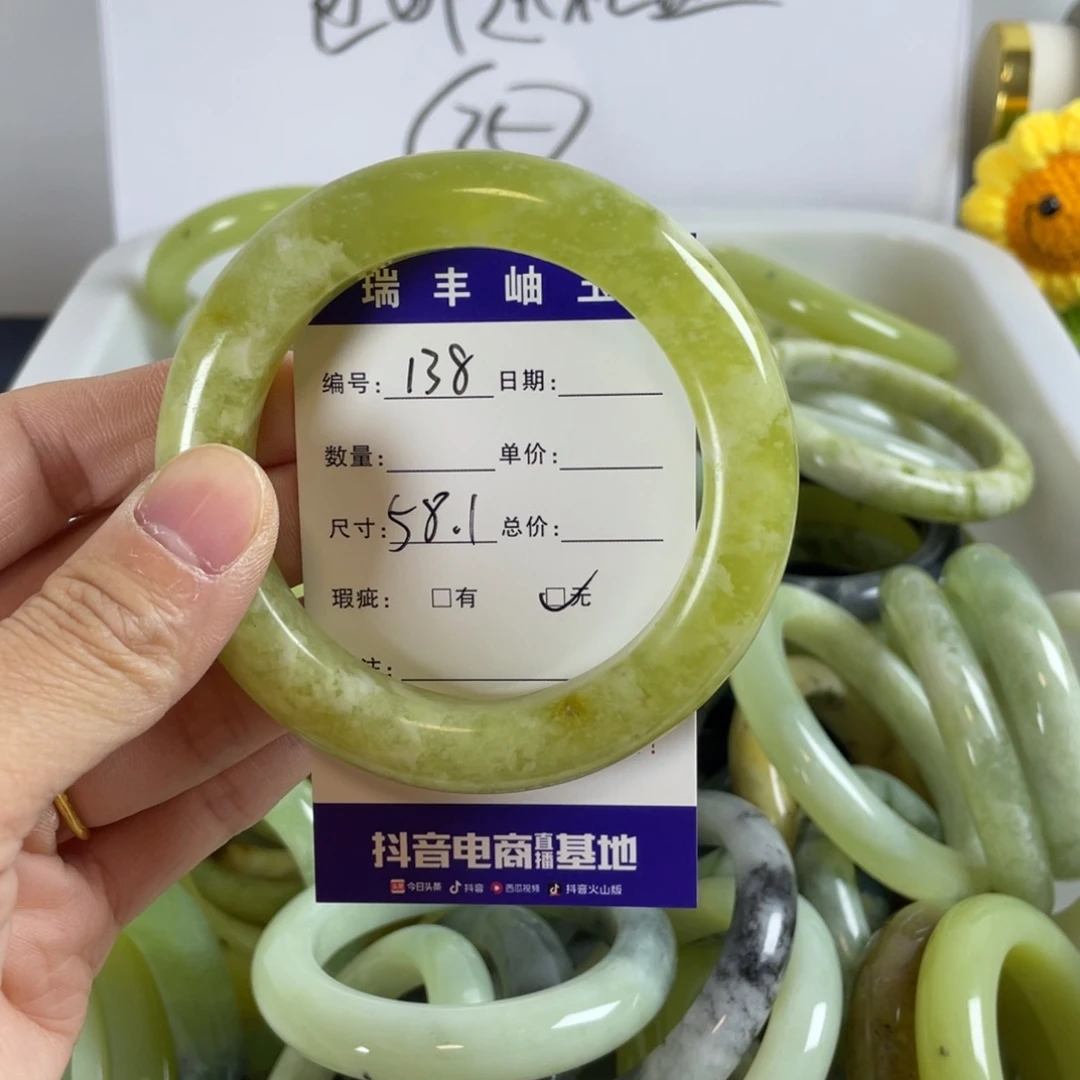 瑞丰岫
编号: 138 日期:
数量: 单价:
尺寸: 58.1 总价:
瑕疵: □有 ☑无
抖音电商直播基地
今日头条 抖音 西瓜视频 抖音火山版